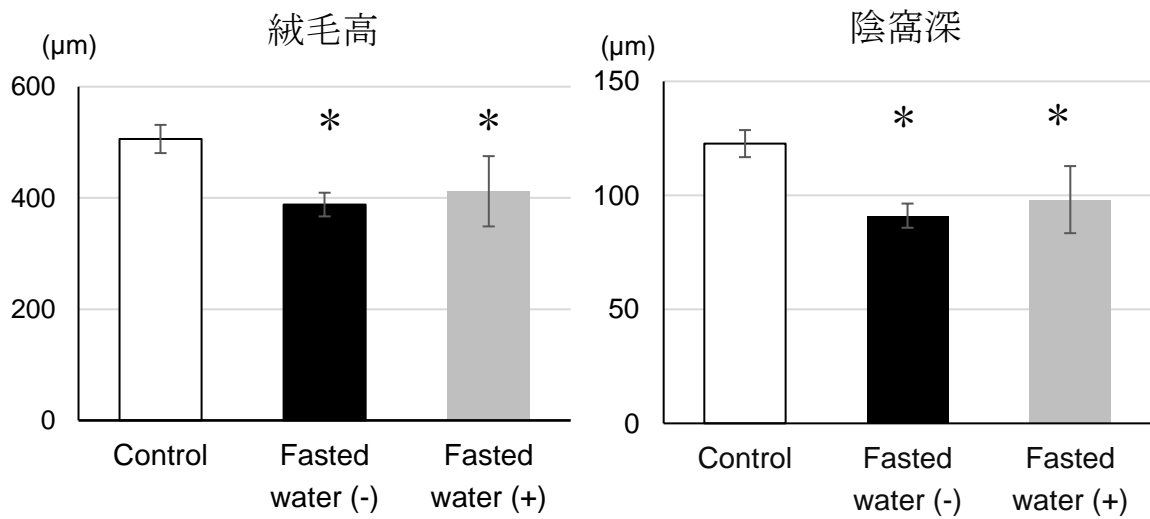 絨毛高
(μm)
600
400
200
0
*
*
Control
Fasted
water (-)
Fasted
water (+)
陰窩深
(μm)
150
100
50
0
*
*
Control
Fasted
water (-)
Fasted
water (+)